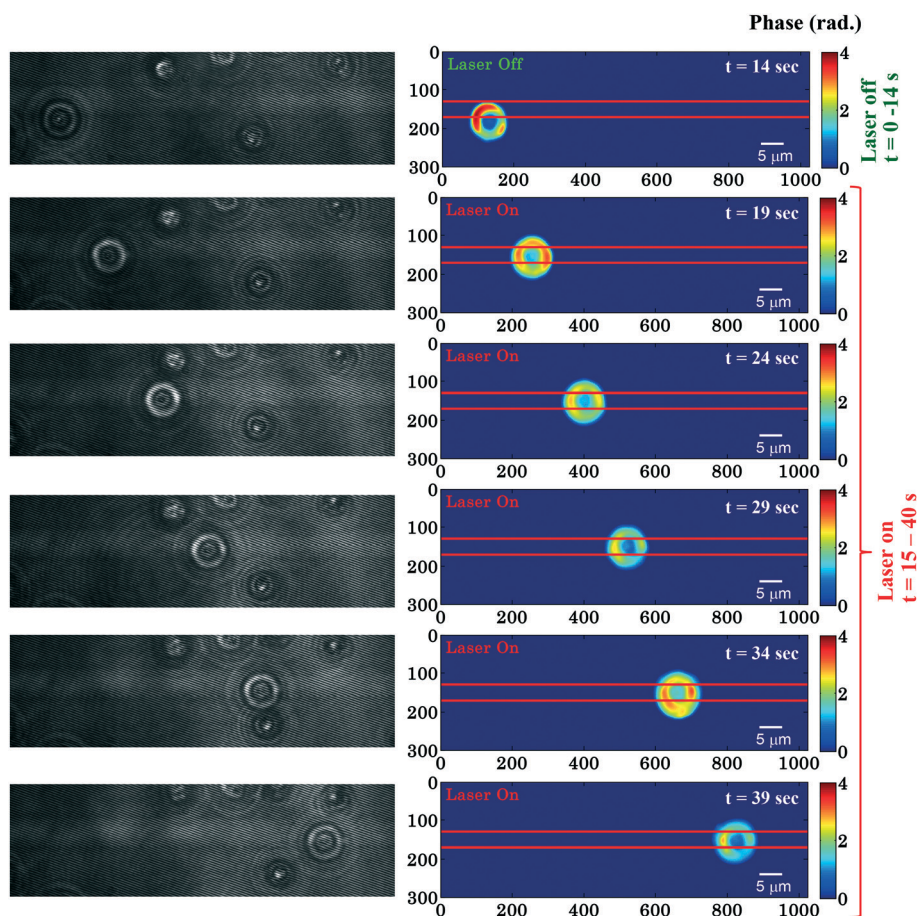 Phase (rad.)
0
100
200
300
Laser Off
t = 14 sec
5 μm
0 200 400 600 800 1000
4
2
0
Laser off
t = 0 -14 s
0
100
200
300
Laser On
t = 19 sec
5 μm
0 200 400 600 800 1000
4
2
0
0
100
200
300
Laser On
t = 24 sec
5 μm
0 200 400 600 800 1000
4
2
0
0
100
200
300
Laser On
t = 29 sec
5 μm
0 200 400 600 800 1000
4
2
0
Laser on
t = 15 – 40 s
0
100
200
300
Laser On
t = 34 sec
5 μm
0 200 400 600 800 1000
4
2
0
0
100
200
300
Laser On
t = 39 sec
5 μm
0 200 400 600 800 1000
4
2
0